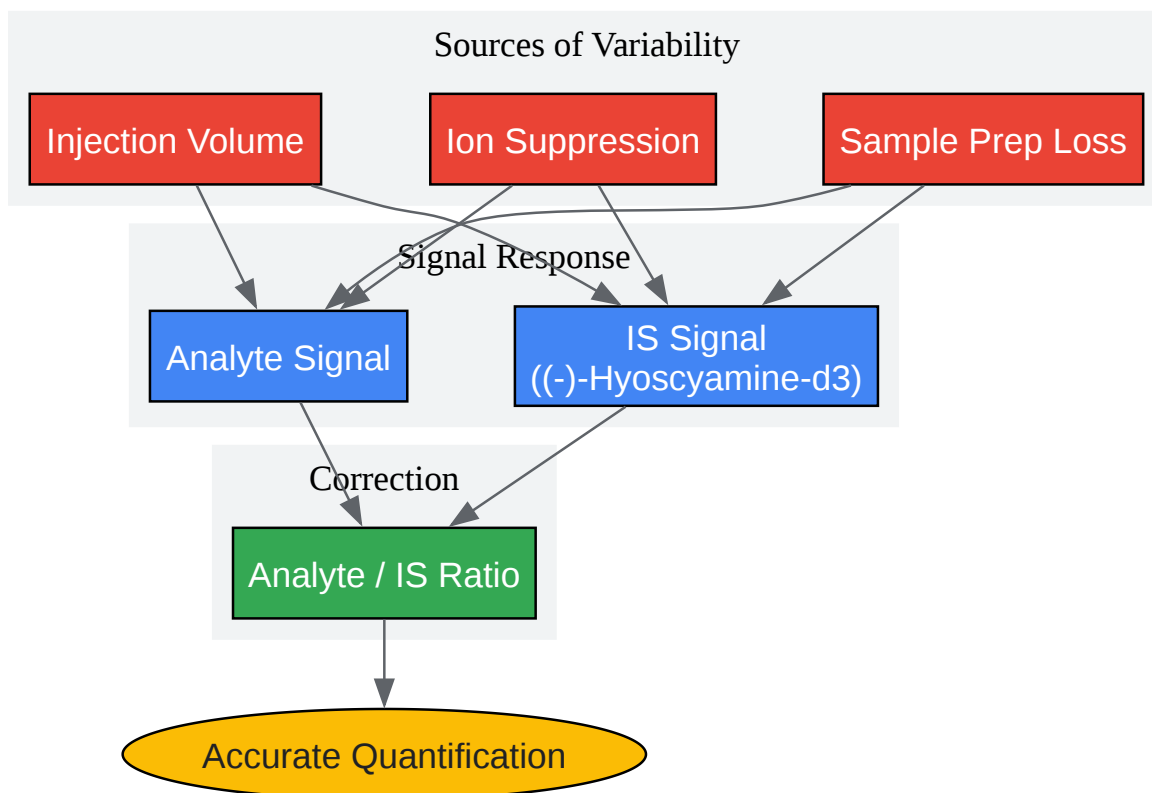 Sources of Variability
Injection Volume
Ion Suppression
Sample Prep Loss
Signal Response
Analyte Signal
IS Signal
((-)-Hyoscyamine-d3)
Correction
Analyte / IS Ratio
Accurate Quantification